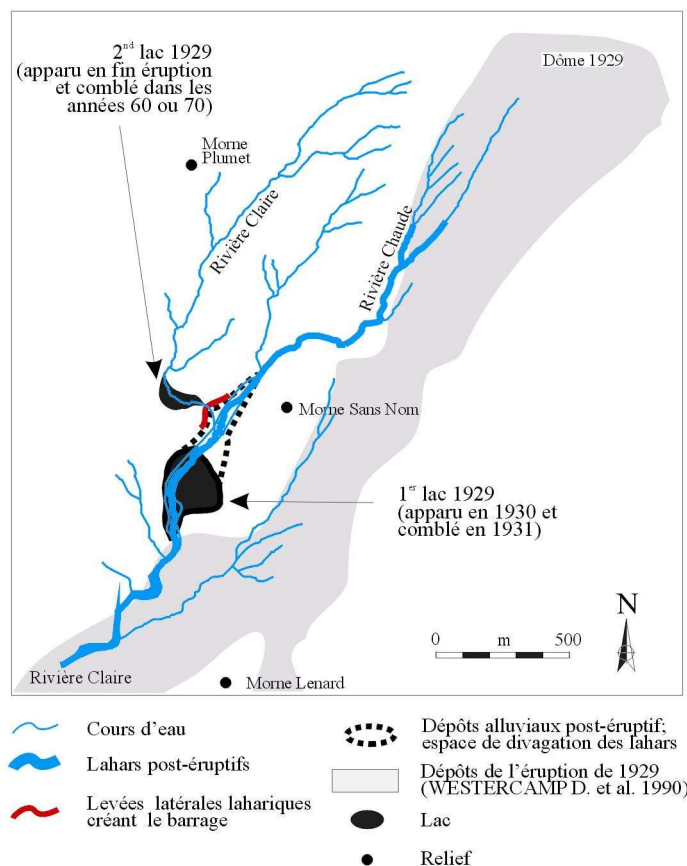 2nd lac 1929
(apparu en fin éruption
et comblé dans les
années 60 ou 70)
Dôme 1929
Morne
Plumet
Rivière Claire
Rivière Chaude
Morne Sans Nom
1er lac 1929
(apparu en 1930 et
comblé en 1931)
N
0 m 500
Rivière Claire
Morne Lenard
Cours d'eau
Lahars post-éruptifs
Levées latérales lahariques
créant le barrage
Dépôts alluviaux post-éruptif;
espace de divagation des lahars
Dépôts de l'éruption de 1929
(WESTERCAMP D. et al. 1990)
Lac
Relief